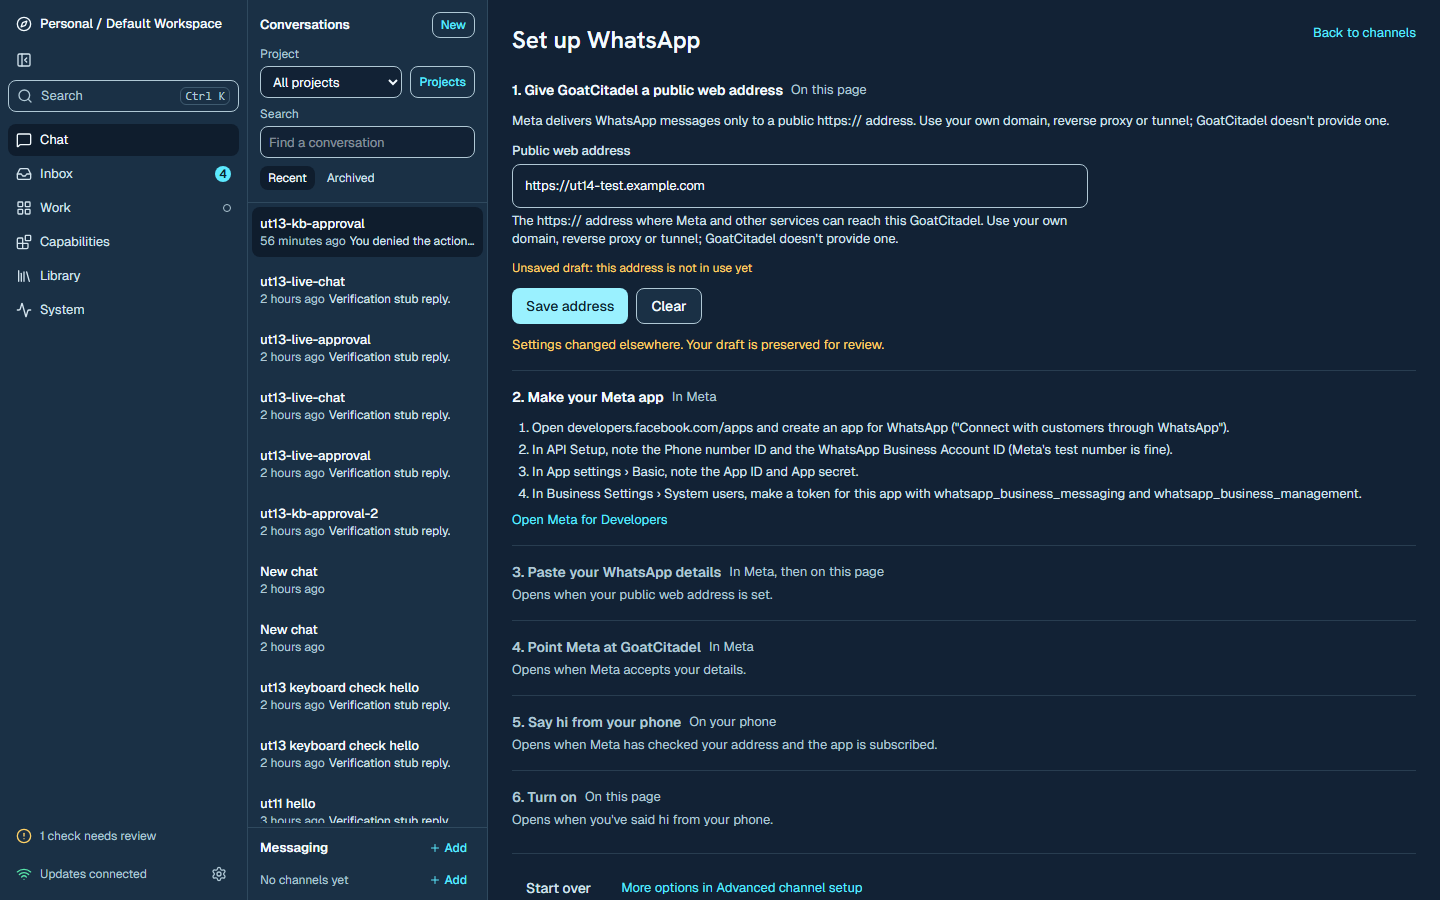 Personal / Default Workspace
Search
Ctrl K
Chat
Inbox
4
Work
Capabilities
Library
System
1 check needs review
Updates connected
Conversations
New
Project
All projects
Projects
Search
Find a conversation
Recent
Archived
ut13-kb-approval
56 minutes ago You denied the action...
ut13-live-chat
2 hours ago Verification stub reply.
ut13-live-approval
2 hours ago Verification stub reply.
ut13-live-chat
2 hours ago Verification stub reply.
ut13-live-approval
2 hours ago Verification stub reply.
ut13-kb-approval-2
2 hours ago Verification stub reply.
New chat
2 hours ago
New chat
2 hours ago
ut13 keyboard check hello
2 hours ago Verification stub reply.
ut13 keyboard check hello
2 hours ago Verification stub reply.
ut11 hello
3 hours ago Verification stub reply.
Messaging
+ Add
No channels yet
+ Add
Set up WhatsApp
Back to channels
1. Give GoatCitadel a public web address On this page
Meta delivers WhatsApp messages only to a public https:// address. Use your own domain, reverse proxy or tunnel; GoatCitadel doesn't provide one.
Public web address
https://ut14-test.example.com
The https:// address where Meta and other services can reach this GoatCitadel. Use your own
domain, reverse proxy or tunnel; GoatCitadel doesn't provide one.
Unsaved draft: this address is not in use yet
Save address
Clear
Settings changed elsewhere. Your draft is preserved for review.
2. Make your Meta app In Meta
1. Open developers.facebook.com/apps and create an app for WhatsApp ("Connect with customers through WhatsApp").
2. In API Setup, note the Phone number ID and the WhatsApp Business Account ID (Meta's test number is fine).
3. In App settings › Basic, note the App ID and App secret.
4. In Business Settings › System users, make a token for this app with whatsapp_business_messaging and whatsapp_business_management.
Open Meta for Developers
3. Paste your WhatsApp details In Meta, then on this page
Opens when your public web address is set.
4. Point Meta at GoatCitadel In Meta
Opens when Meta accepts your details.
5. Say hi from your phone On your phone
Opens when Meta has checked your address and the app is subscribed.
6. Turn on On this page
Opens when you've said hi from your phone.
Start over
More options in Advanced channel setup